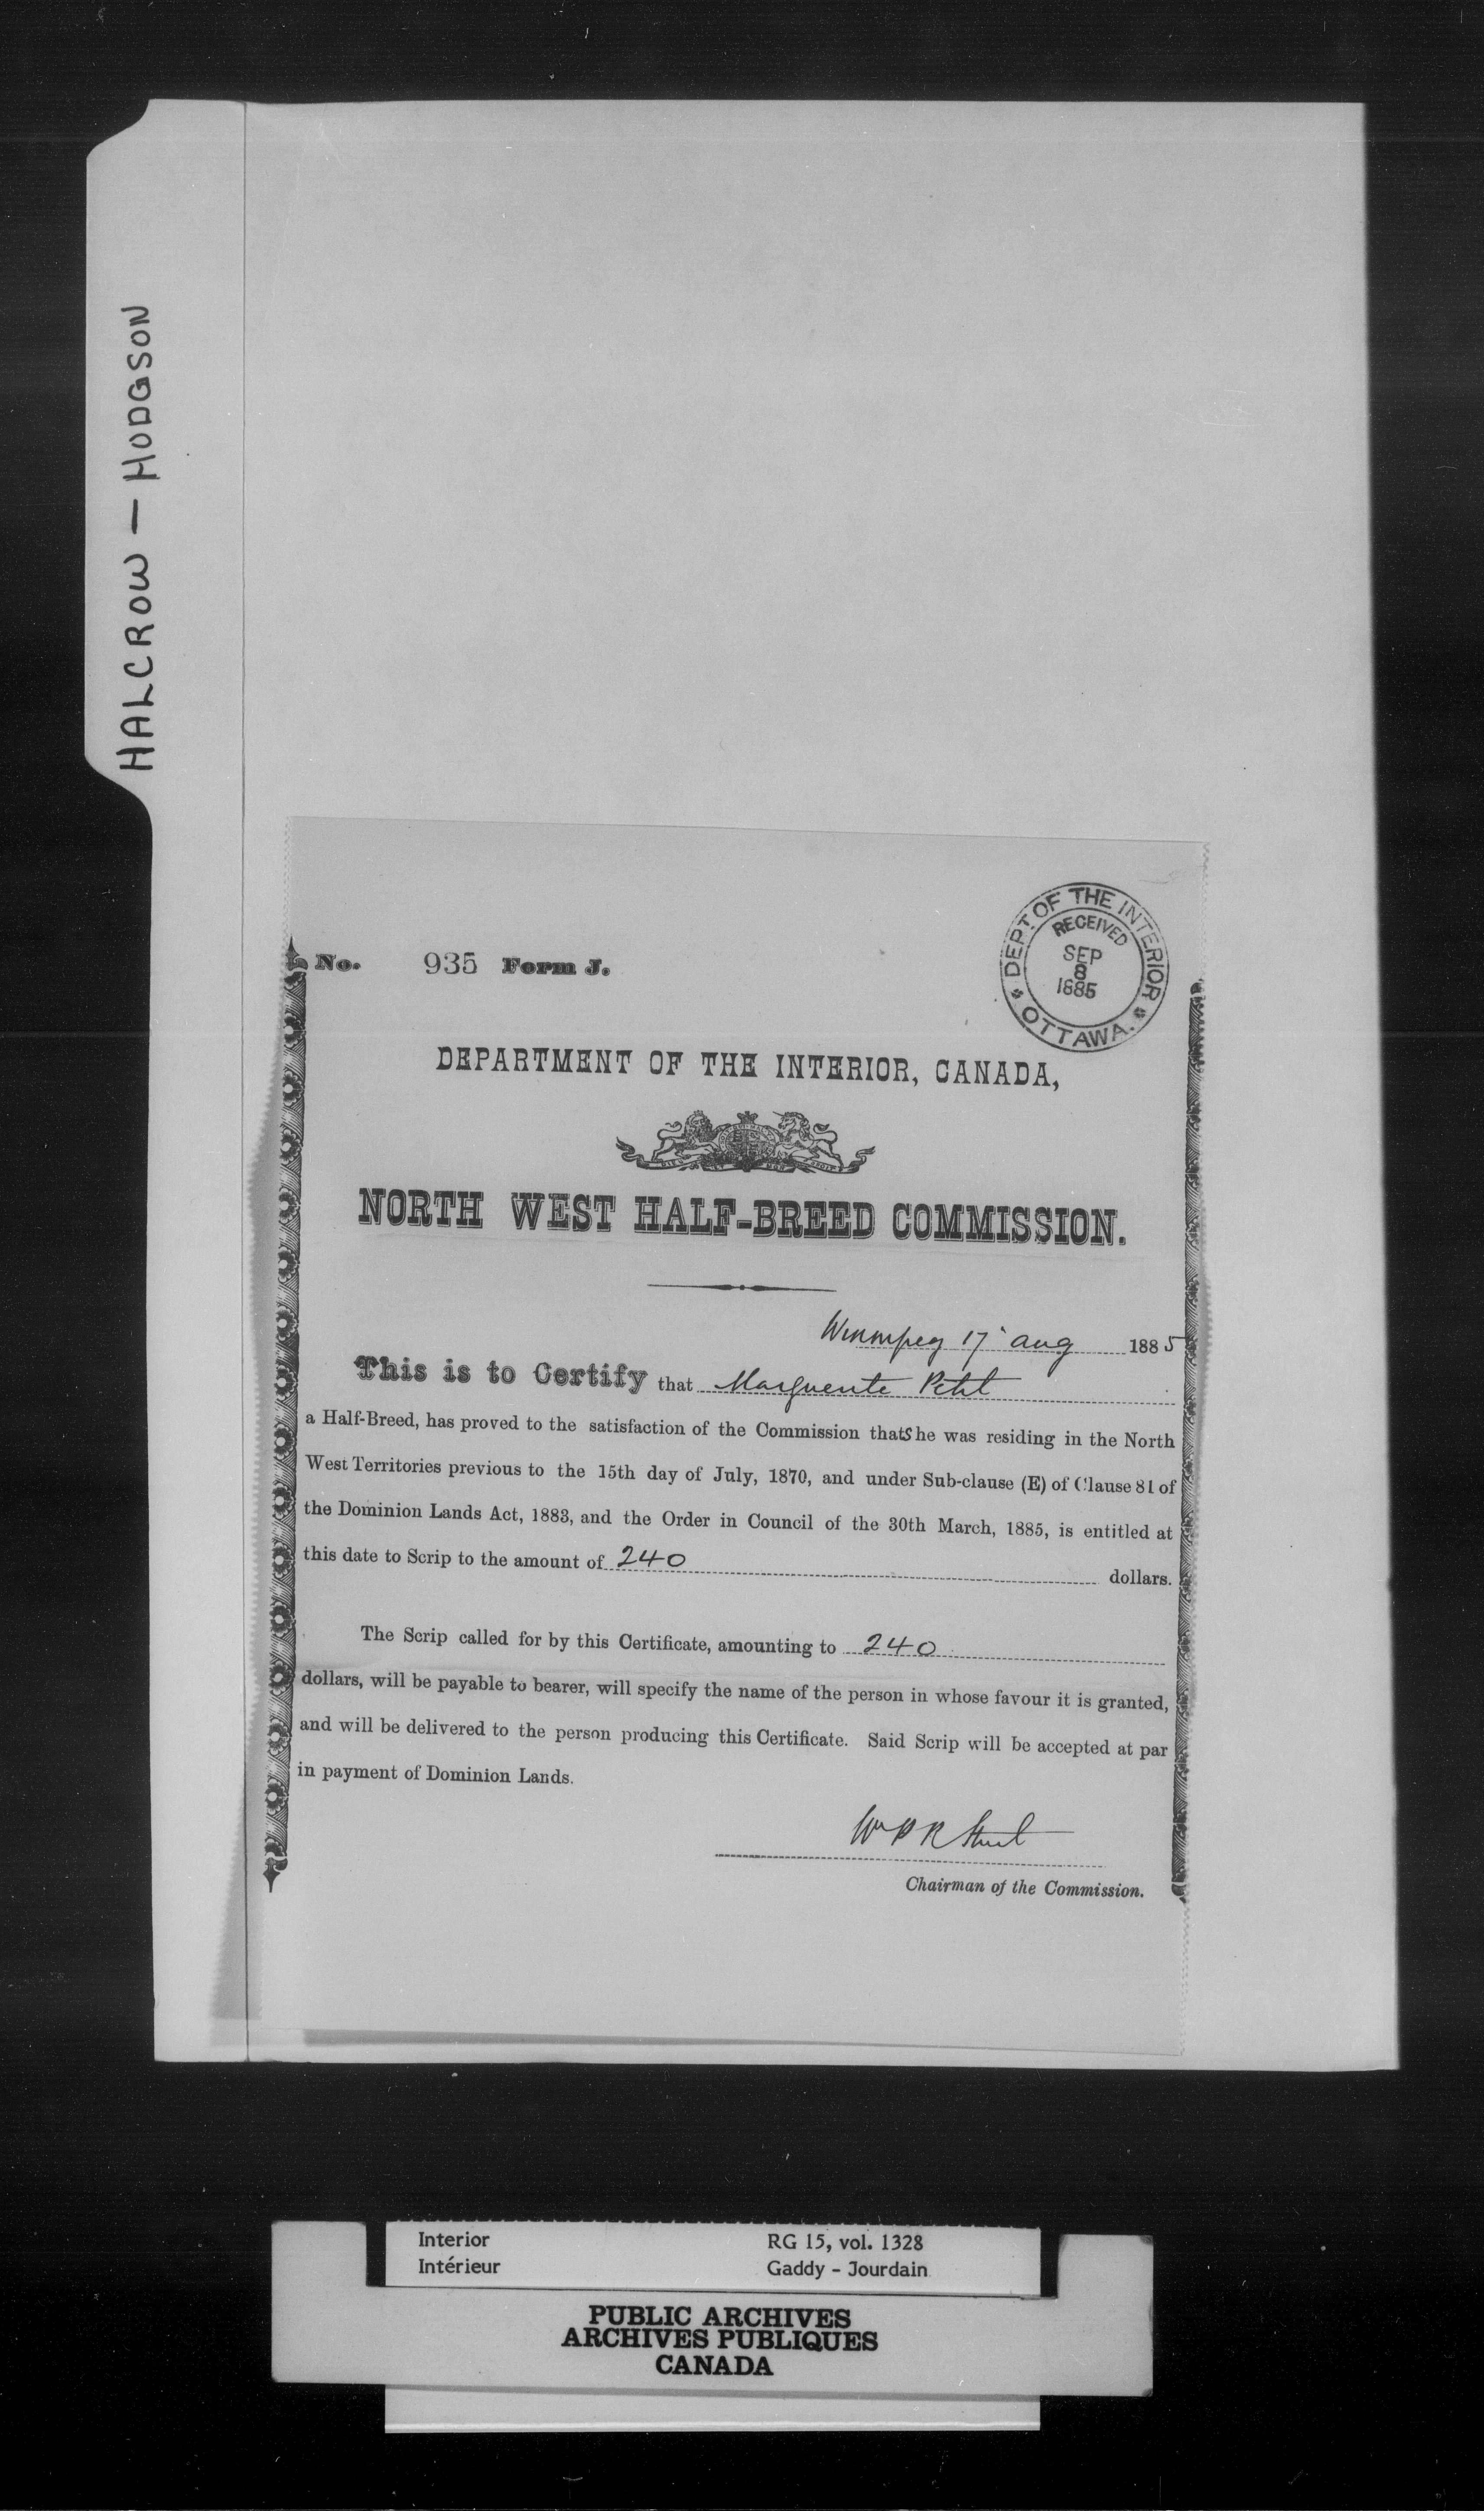 HALCROW — HODGSON
No. 935 Form J.
DEPT. OF THE INTERIOR
RECEIVED
SEP
8
1885
OTTAWA.
DEPARTMENT OF THE INTERIOR, CANADA,
NORTH WEST HALF-BREED COMMISSION.
Winnipeg 17 Aug 1885
This is to Certify that Marguerite Petit
a Half-Breed, has proved to the satisfaction of the Commission that She was residing in the North
West Territories previous to the 15th day of July, 1870, and under Sub-clause (E) of Clause 81 of
the Dominion Lands Act, 1883, and the Order in Council of the 30th March, 1885, is entitled at
this date to Scrip to the amount of 240 dollars.
The Scrip called for by this Certificate, amounting to 240
dollars, will be payable to bearer, will specify the name of the person in whose favour it is granted,
and will be delivered to the person producing this Certificate. Said Scrip will be accepted at par
in payment of Dominion Lands.
Wm P R Street
Chairman of the Commission.
Interior RG 15, vol. 1328
Intérieur Gaddy - Jourdain
PUBLIC ARCHIVES
ARCHIVES PUBLIQUES
CANADA